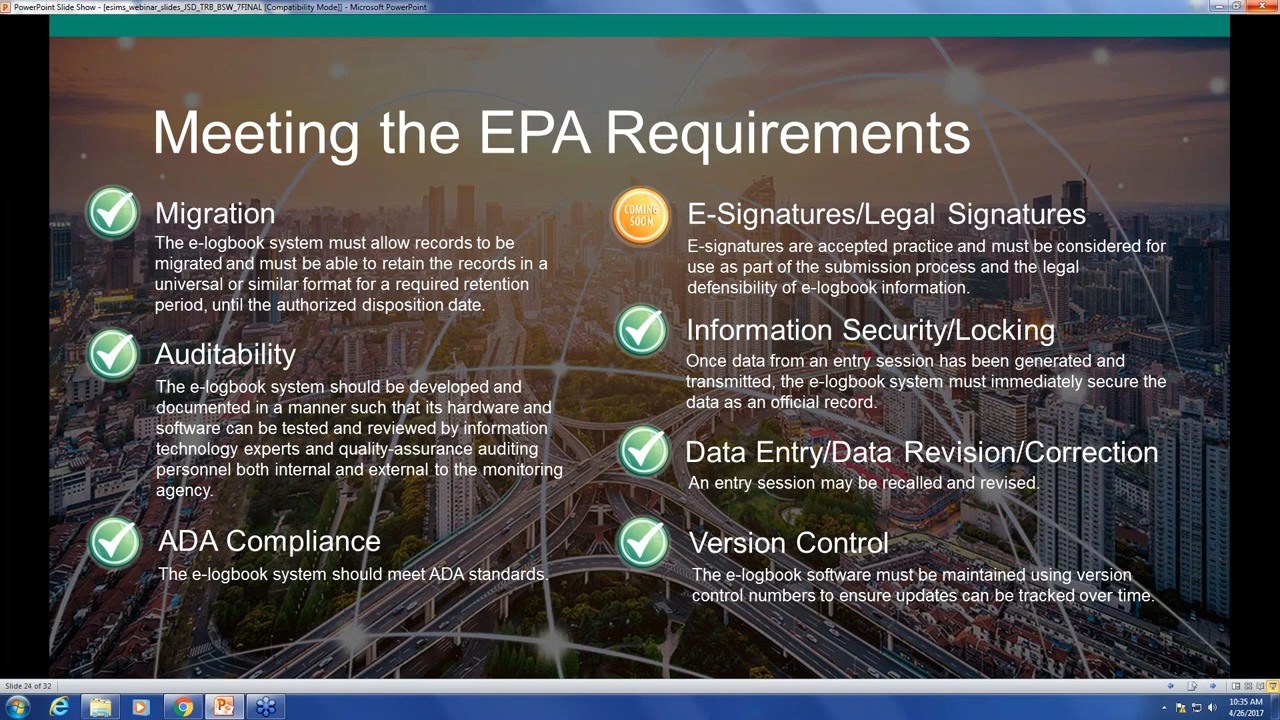 PowerPoint Slide Show - [esims_webinar_slides_JSD_TRB_BSW_7FINAL [Compatibility Mode]] - Microsoft PowerPoint
Meeting the EPA Requirements
Migration
The e-logbook system must allow records to be
migrated and must be able to retain the records in a
universal or similar format for a required retention
period, until the authorized disposition date.
Auditability
The e-logbook system should be developed and
documented in a manner such that its hardware and
software can be tested and reviewed by information
technology experts and quality-assurance auditing
personnel both internal and external to the monitoring
agency.
ADA Compliance
The e-logbook system should meet ADA standards.
COMING
SOON
E-Signatures/Legal Signatures
E-signatures are accepted practice and must be considered for
use as part of the submission process and the legal
defensibility of e-logbook information.
Information Security/Locking
Once data from an entry session has been generated and
transmitted, the e-logbook system must immediately secure the
data as an official record.
Data Entry/Data Revision/Correction
An entry session may be recalled and revised.
Version Control
The e-logbook software must be maintained using version
control numbers to ensure updates can be tracked over time.
Slide 24 of 32
10:35 AM
4/26/2017